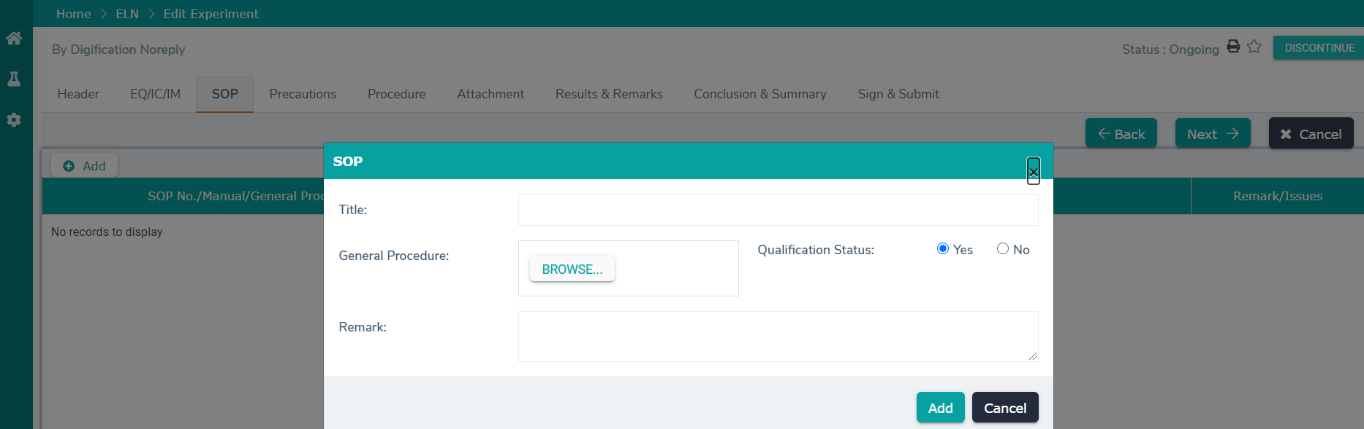 Home > ELN > Edit Experiment
By Digification Noreply
Status : Ongoing
DISCONTINUE
Header EQ/IC/IM SOP Precautions Procedure Attachment Results & Remarks Conclusion & Summary Sign & Submit
← Back Next → ✖ Cancel
Add
SOP No./Manual/General Remark/Issues
No records to display
SOP
×
Title:
General Procedure: BROWSE... Qualification Status: Yes No
Remark:
Add Cancel